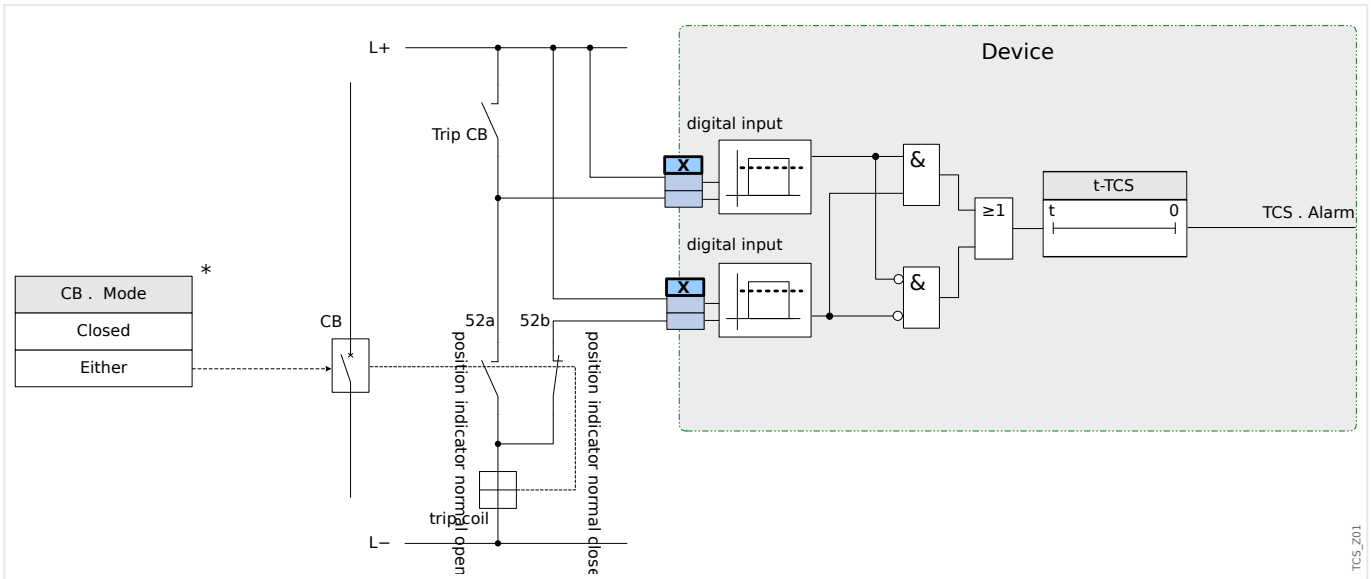 Device
L+
digital input
Trip CB
X
&
t-TCS
t 0
≥1
TCS . Alarm
digital input
X
&
*
CB . Mode
Closed
Either
CB
52a
52b
position indicator normal open
position indicator normal close
trip coil
L−
TCS_Z01